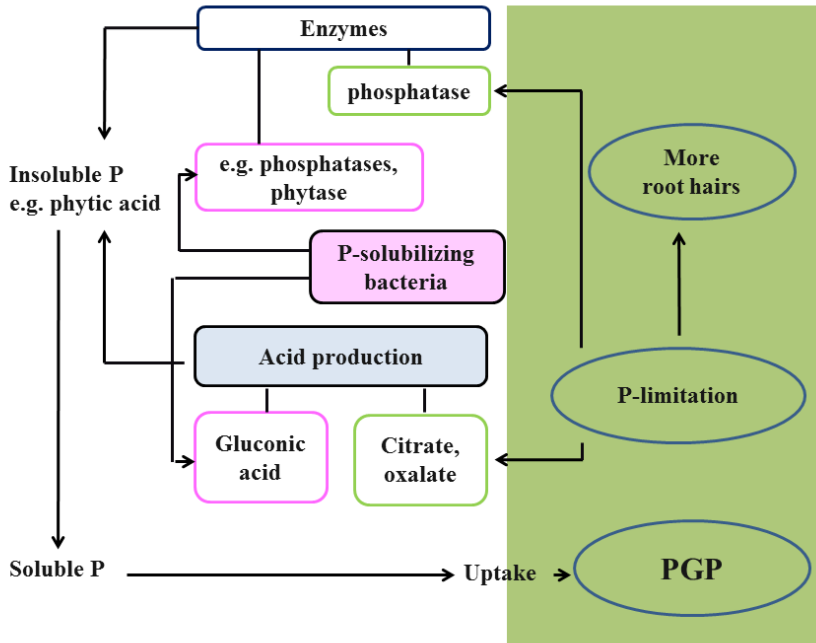 Enzymes
phosphatase
e.g. phosphatases,
phytase
More
root hairs
Insoluble P
e.g. phytic acid
P-solubilizing
bacteria
Acid production
P-limitation
Gluconic
acid
Citrate,
oxalate
Soluble P
Uptake
PGP